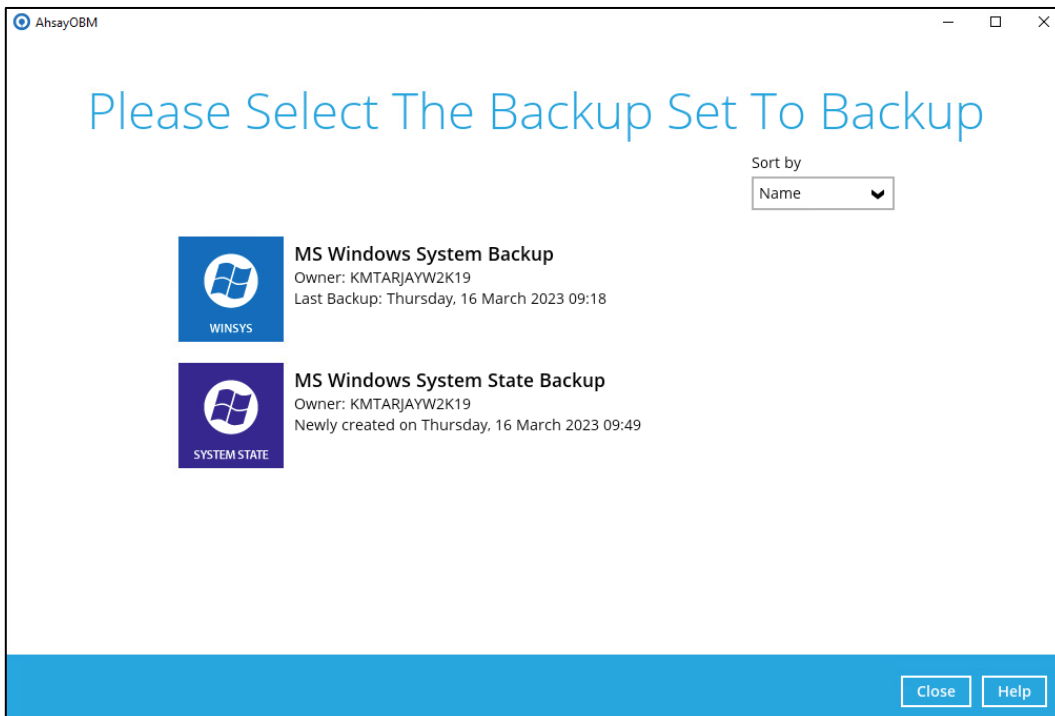 AhsayOBM
Please Select The Backup Set To Backup
Sort by
Name
MS Windows System Backup
Owner: KMTARJAYW2K19
Last Backup: Thursday, 16 March 2023 09:18
WINSYS
MS Windows System State Backup
Owner: KMTARJAYW2K19
Newly created on Thursday, 16 March 2023 09:49
SYSTEM STATE
Close
Help